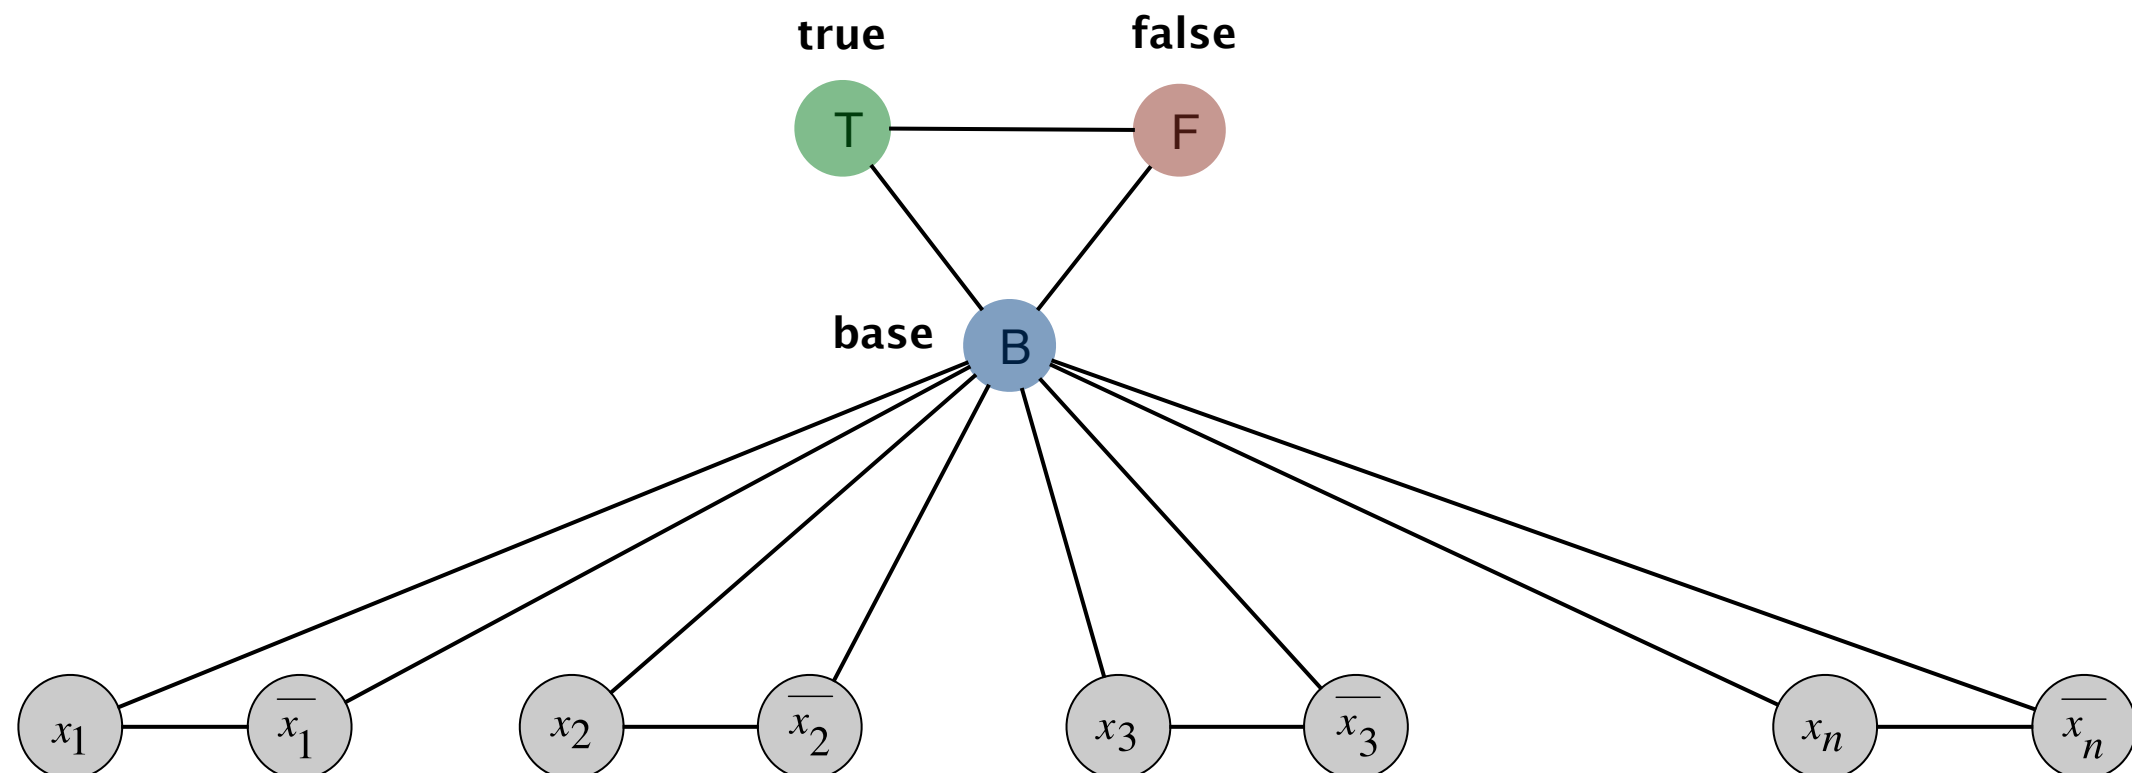 true false
T F
base B
x₁ x̅₁ x₂ x̅₂ x₃ x̅₃ xₙ x̅ₙ